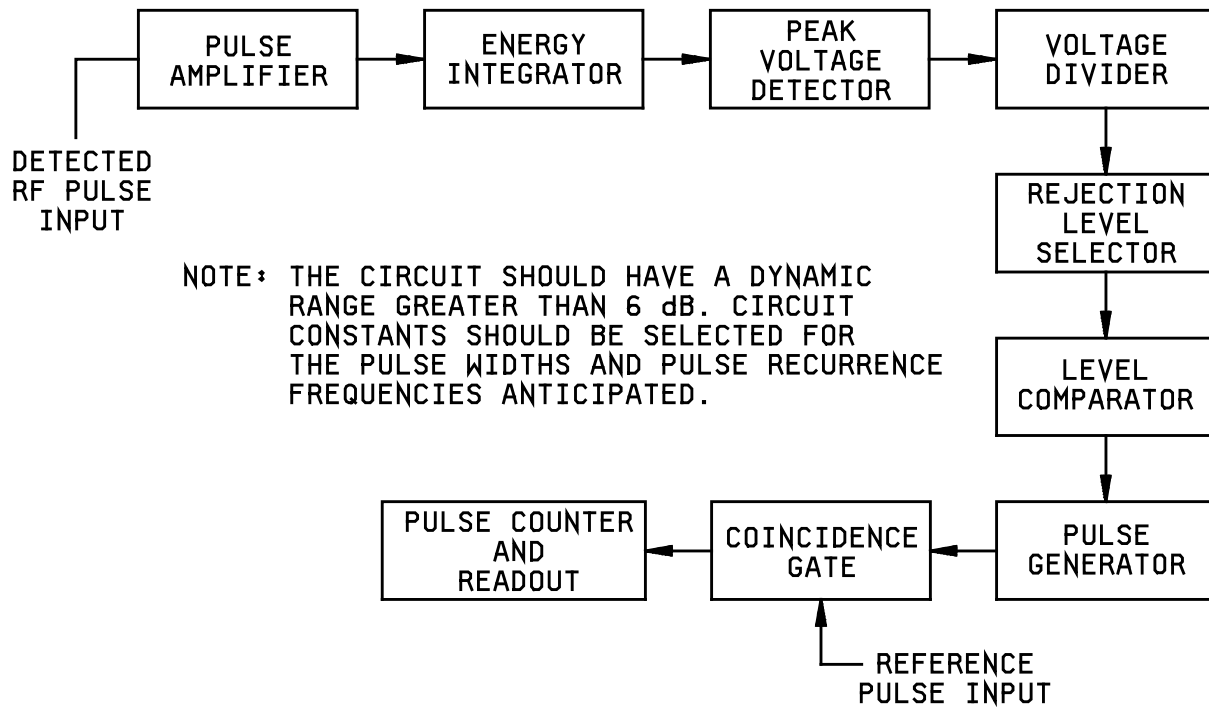 PULSE
AMPLIFIER
ENERGY
INTEGRATOR
PEAK
VOLTAGE
DETECTOR
VOLTAGE
DIVIDER
DETECTED
RF PULSE
INPUT
REJECTION
LEVEL
SELECTOR
NOTE: THE CIRCUIT SHOULD HAVE A DYNAMIC
RANGE GREATER THAN 6 dB. CIRCUIT
CONSTANTS SHOULD BE SELECTED FOR
THE PULSE WIDTHS AND PULSE RECURRENCE
FREQUENCIES ANTICIPATED.
LEVEL
COMPARATOR
PULSE
GENERATOR
COINCIDENCE
GATE
PULSE COUNTER
AND
READOUT
REFERENCE
PULSE INPUT